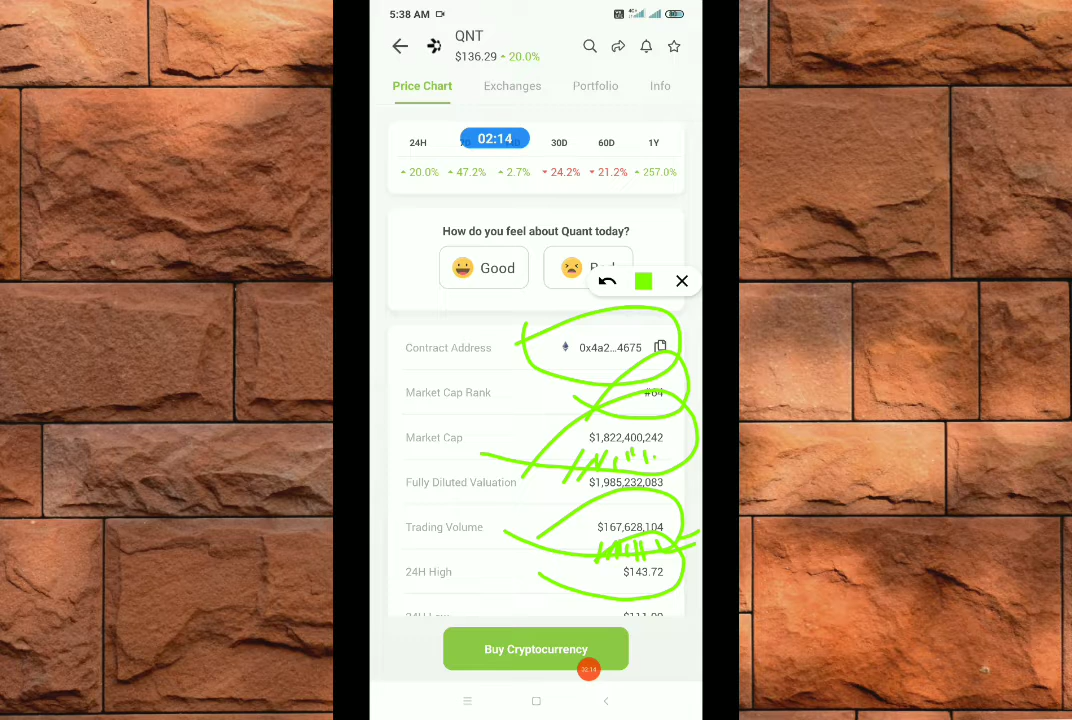 5:38 AM
QNT
$136.29 20.0%
Price Chart Exchanges Portfolio Info
24H 02:14 30D 60D 1Y
20.0% 47.2% 2.7% 24.2% 21.2% 257.0%
How do you feel about Quant today?
Good
Contract Address 0x4a2...4675
Market Cap Rank #64
Market Cap $1,822,400,242
Fully Diluted Valuation $1,985,232,083
Trading Volume $167,628,104
24H High $143.72
Buy Cryptocurrency
02:14